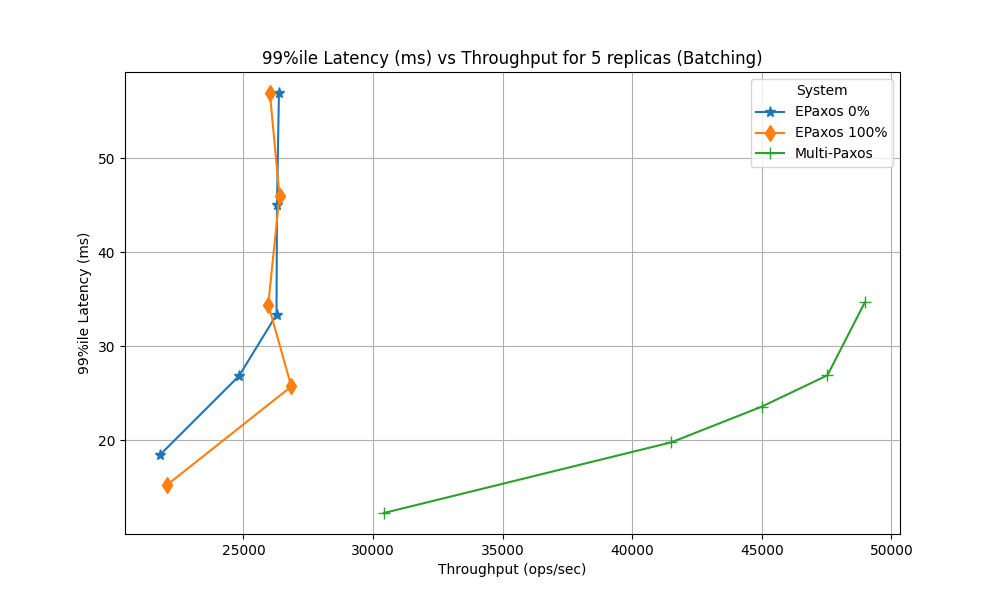 99%ile Latency (ms) vs Throughput for 5 replicas (Batching)
System
EPaxos 0%
EPaxos 100%
Multi-Paxos
99%ile Latency (ms)
50
40
30
20
25000 30000 35000 40000 45000 50000
Throughput (ops/sec)